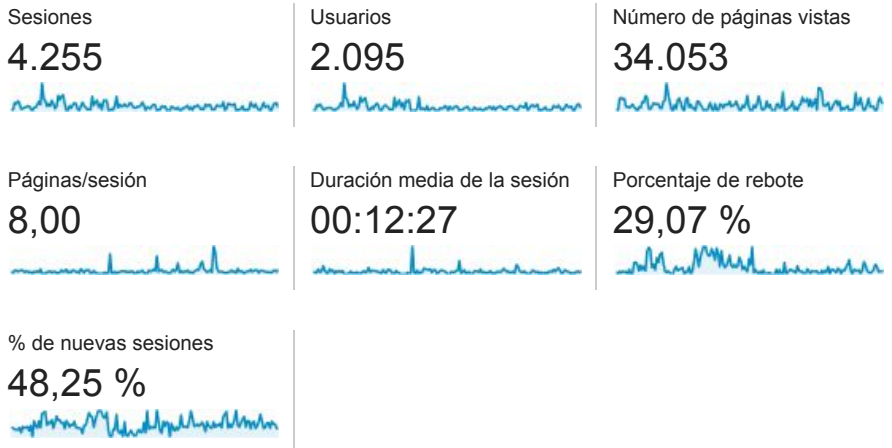 Sesiones
4.255
Usuarios
2.095
Número de páginas vistas
34.053
Páginas/sesión
8,00
Duración media de la sesión
00:12:27
Porcentaje de rebote
29,07 %
% de nuevas sesiones
48,25 %